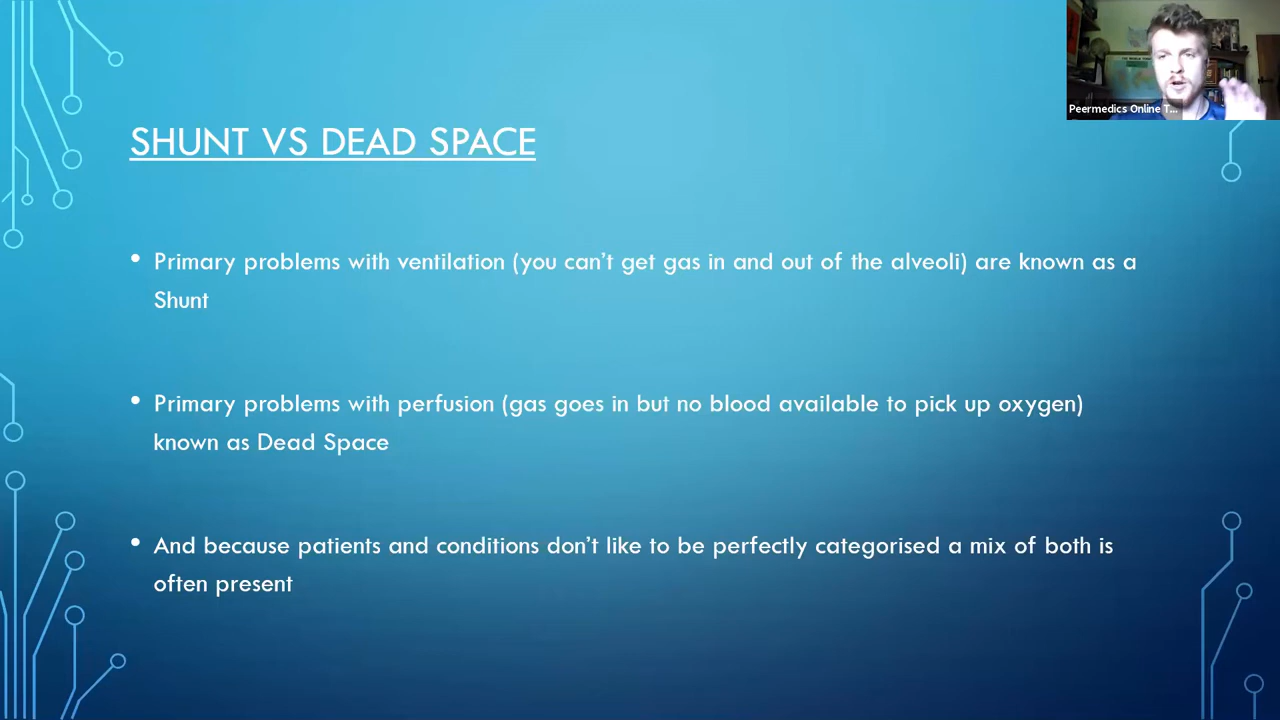 Peermedics Online T...
SHUNT VS DEAD SPACE
• Primary problems with ventilation (you can't get gas in and out of the alveoli) are known as a
Shunt
• Primary problems with perfusion (gas goes in but no blood available to pick up oxygen)
known as Dead Space
• And because patients and conditions don't like to be perfectly categorised a mix of both is
often present